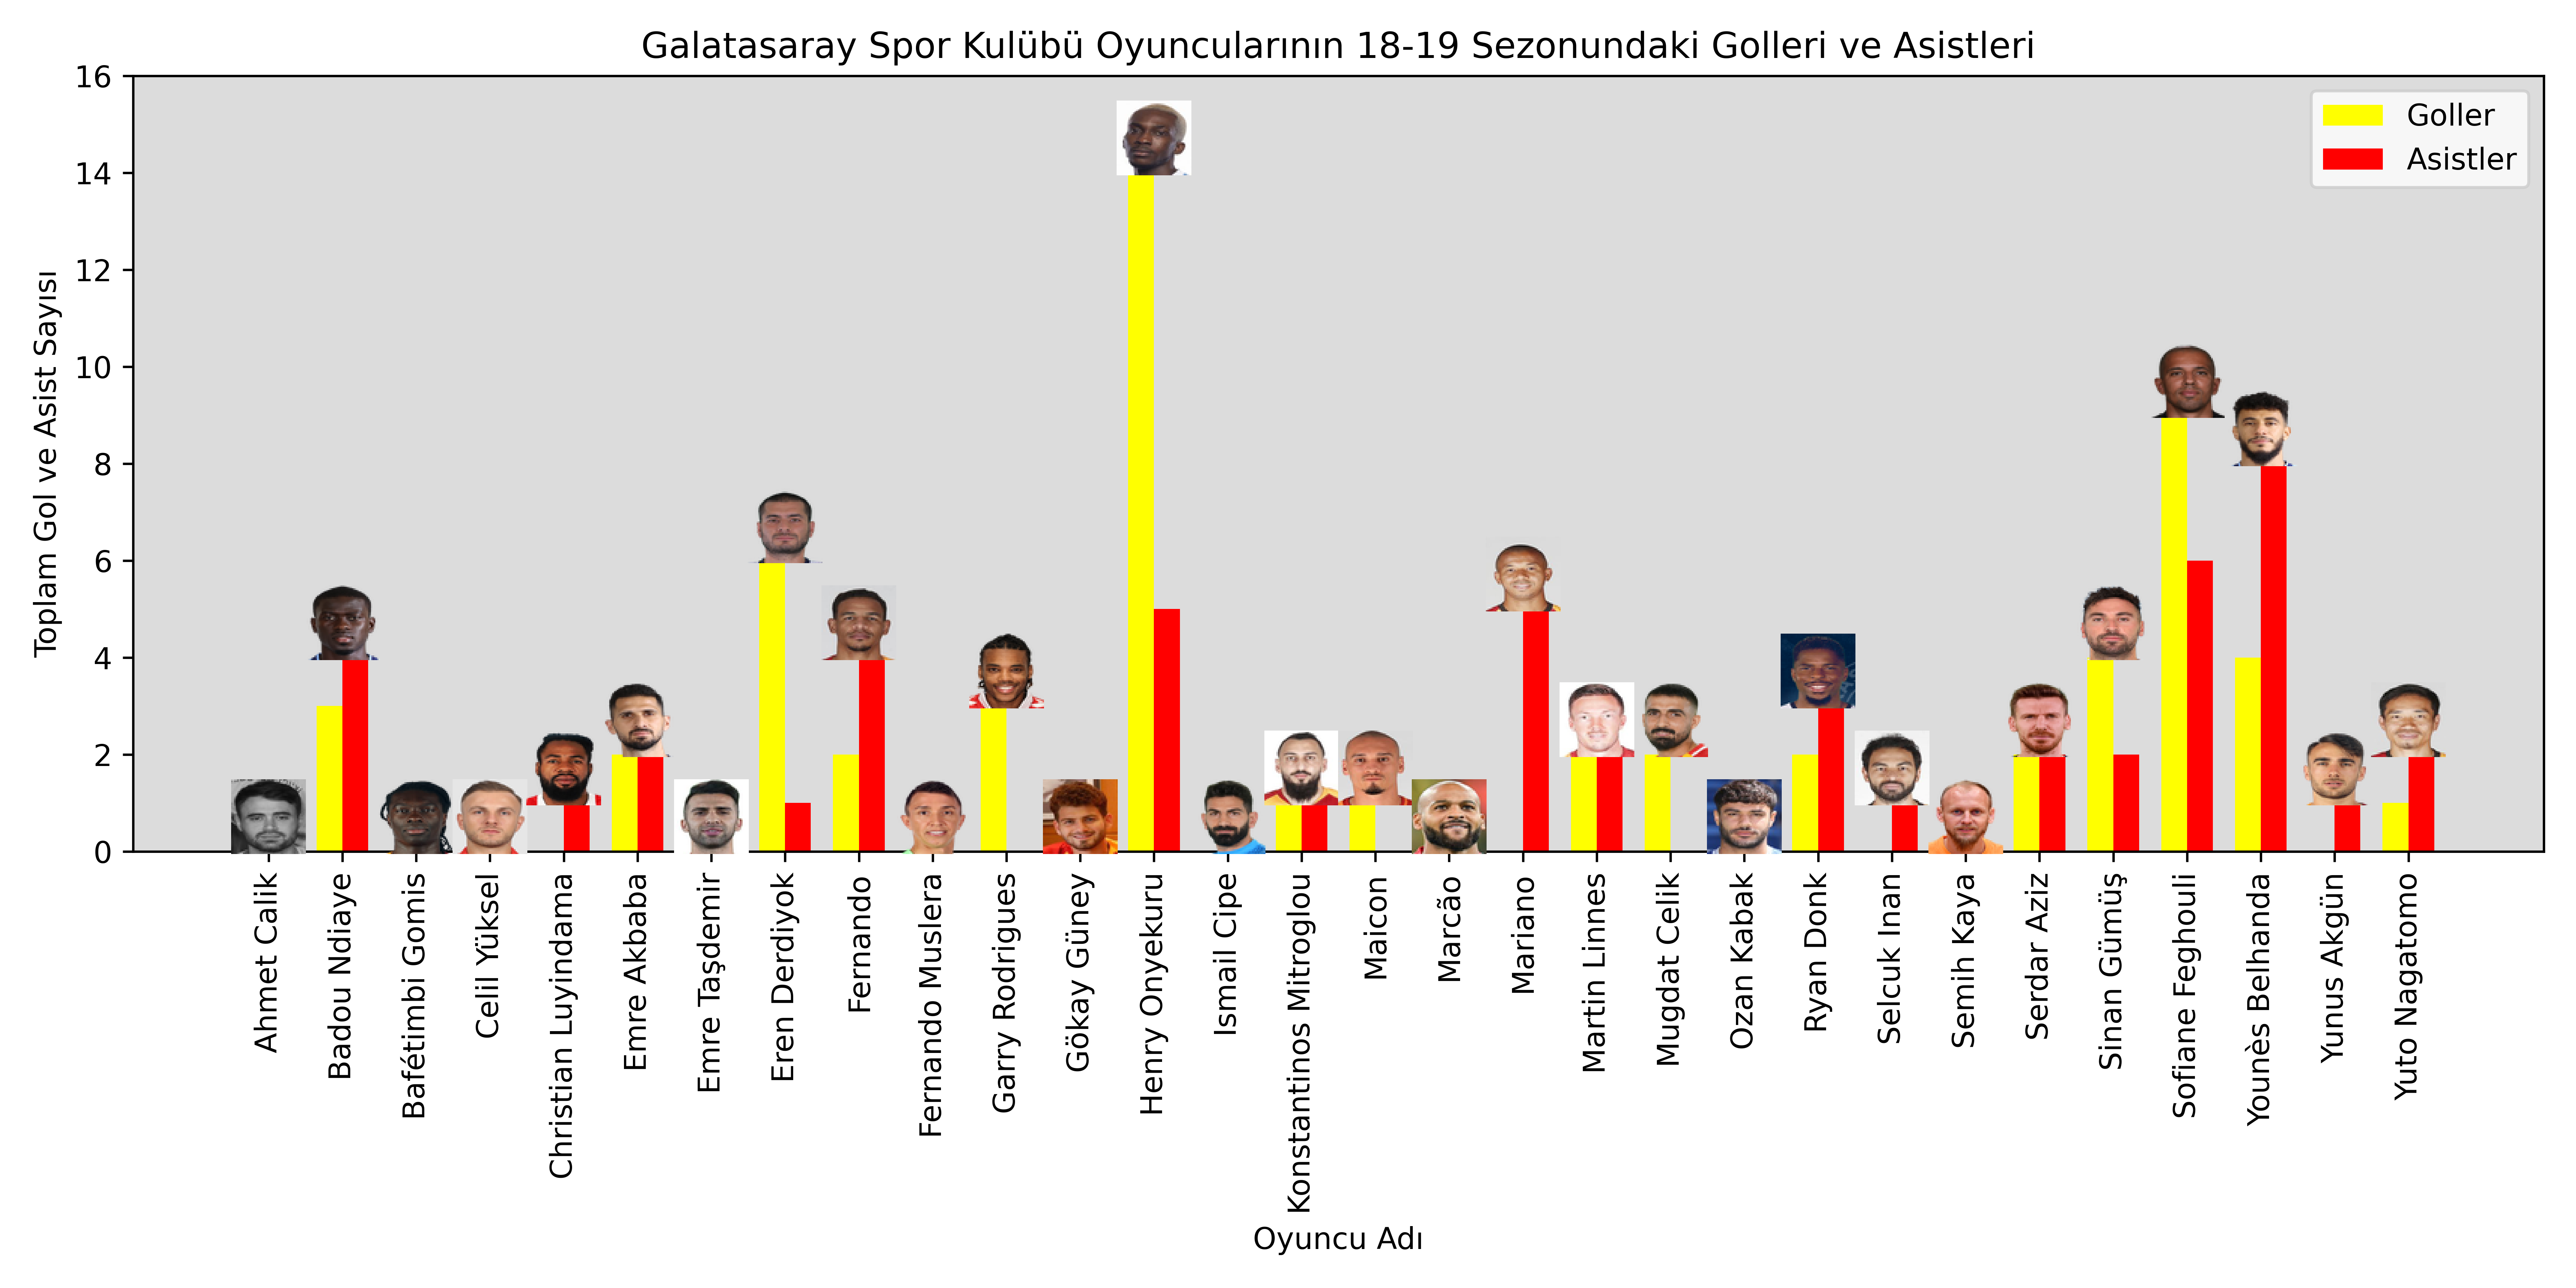 Galatasaray Spor Kulübü Oyuncularının 18-19 Sezonundaki Golleri ve Asistleri
Goller
Asistler
Toplam Gol ve Asist Sayısı
16
14
12
10
8
6
4
2
0
Ahmet Calik
Badou Ndiaye
Bafétimbi Gomis
Celil Yüksel
Christian Luyindama
Emre Akbaba
Emre Taşdemir
Eren Derdiyok
Fernando
Fernando Muslera
Garry Rodrigues
Gökay Güney
Henry Onyekuru
Ismail Cipe
Konstantinos Mitroglou
Maicon
Marcão
Mariano
Martin Linnes
Mugdat Celik
Ozan Kabak
Ryan Donk
Selcuk Inan
Semih Kaya
Serdar Aziz
Sinan Gümüş
Sofiane Feghouli
Younès Belhanda
Yunus Akgün
Yuto Nagatomo
Oyuncu Adı